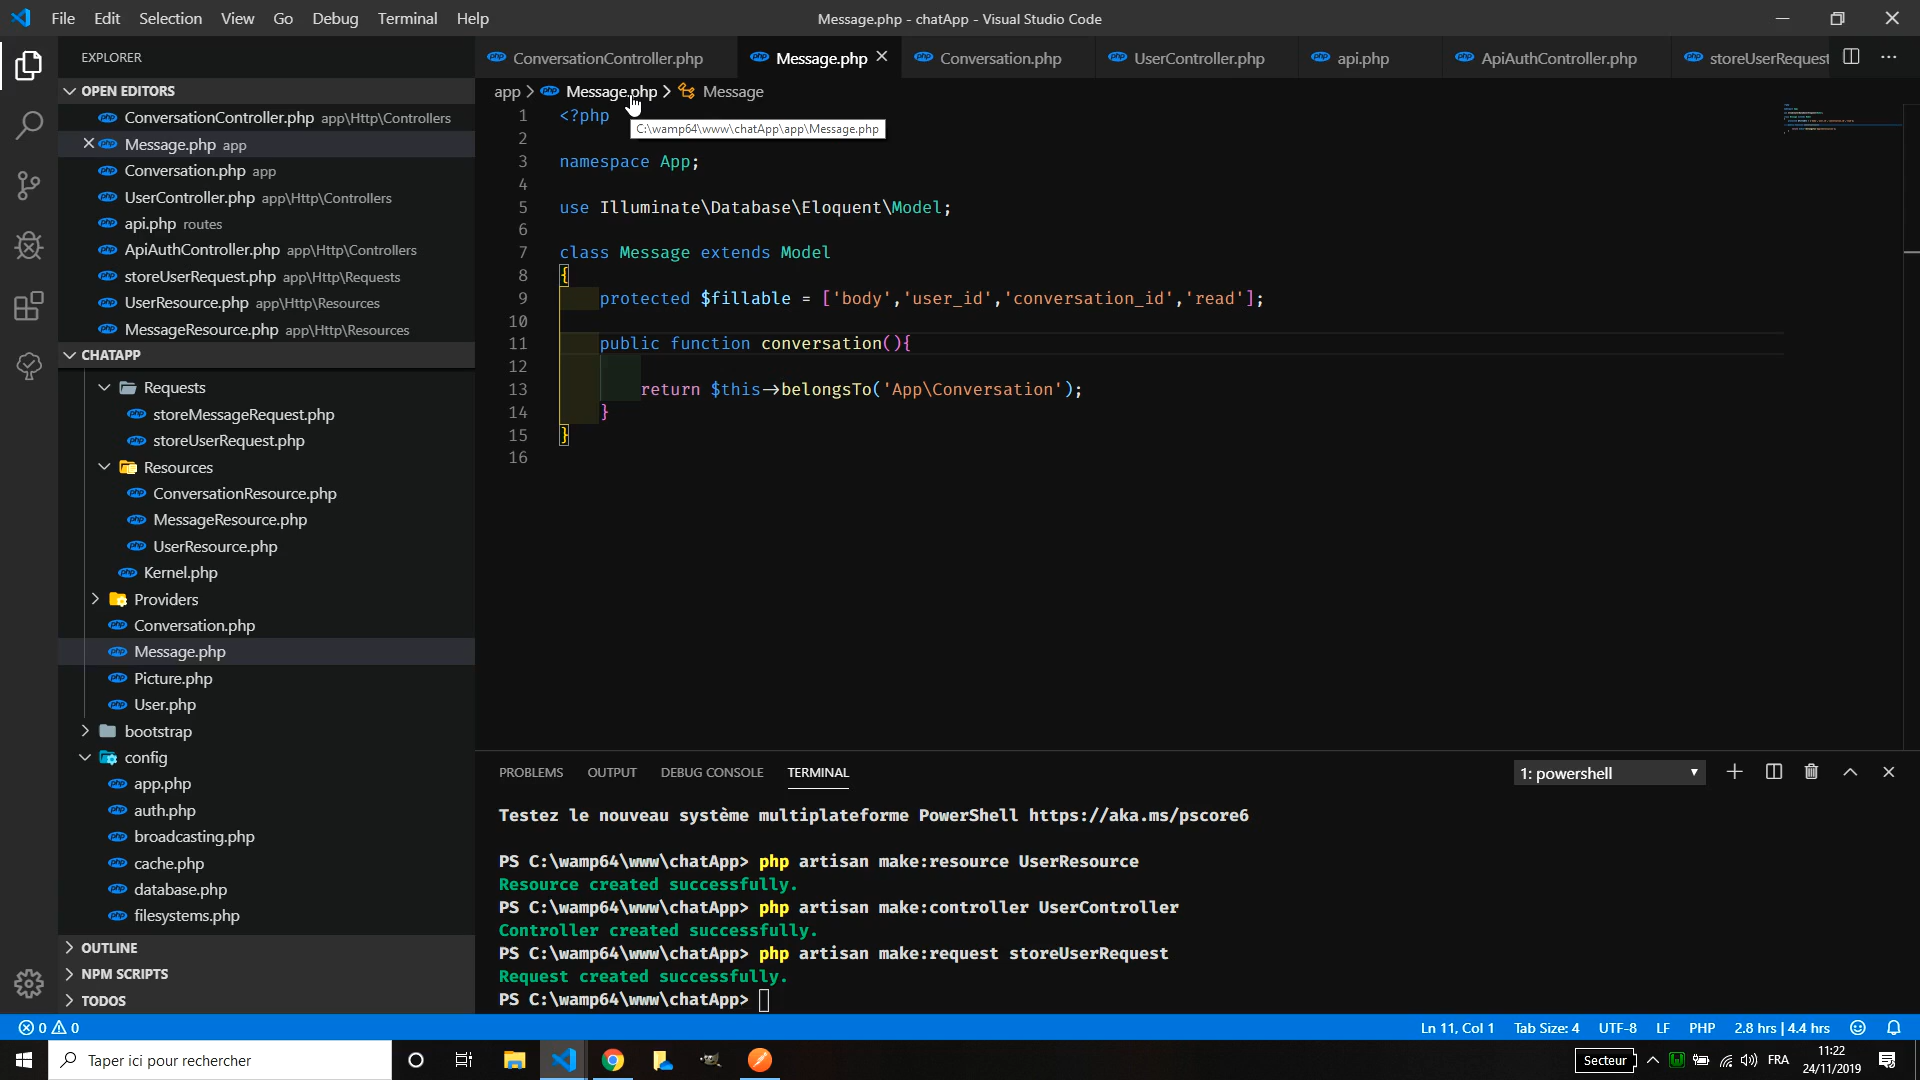 File Edit Selection View Go Debug Terminal Help
Message.php - chatApp - Visual Studio Code
EXPLORER
OPEN EDITORS
ConversationController.php app\Http\Controllers
Message.php app
Conversation.php app
UserController.php app\Http\Controllers
api.php routes
ApiAuthController.php app\Http\Controllers
storeUserRequest.php app\Http\Requests
UserResource.php app\Http\Resources
MessageResource.php app\Http\Resources
CHATAPP
Requests
storeMessageRequest.php
storeUserRequest.php
Resources
ConversationResource.php
MessageResource.php
UserResource.php
Kernel.php
Providers
Conversation.php
Message.php
Picture.php
User.php
bootstrap
config
app.php
auth.php
broadcasting.php
cache.php
database.php
filesystems.php
OUTLINE
NPM SCRIPTS
TODOS
ConversationController.php Message.php Conversation.php UserController.php api.php ApiAuthController.php storeUserRequest
app > Message.php > Message
C:\wamp64\www\chatApp\app\Message.php
1 <?php
2
3 namespace App;
4
5 use Illuminate\Database\Eloquent\Model;
6
7 class Message extends Model
8 {
9 protected $fillable = ['body','user_id','conversation_id','read'];
10
11 public function conversation(){
12
13 return $this->belongsTo('App\Conversation');
14 }
15 }
16
PROBLEMS OUTPUT DEBUG CONSOLE TERMINAL
1: powershell
Testez le nouveau système multiplateforme PowerShell https://aka.ms/pscore6
PS C:\wamp64\www\chatApp> php artisan make:resource UserResource
Resource created successfully.
PS C:\wamp64\www\chatApp> php artisan make:controller UserController
Controller created successfully.
PS C:\wamp64\www\chatApp> php artisan make:request storeUserRequest
Request created successfully.
PS C:\wamp64\www\chatApp>
0 0
Ln 11, Col 1 Tab Size: 4 UTF-8 LF PHP 2.8 hrs | 4.4 hrs
Taper ici pour rechercher
Secteur
FRA
11:22
24/11/2019